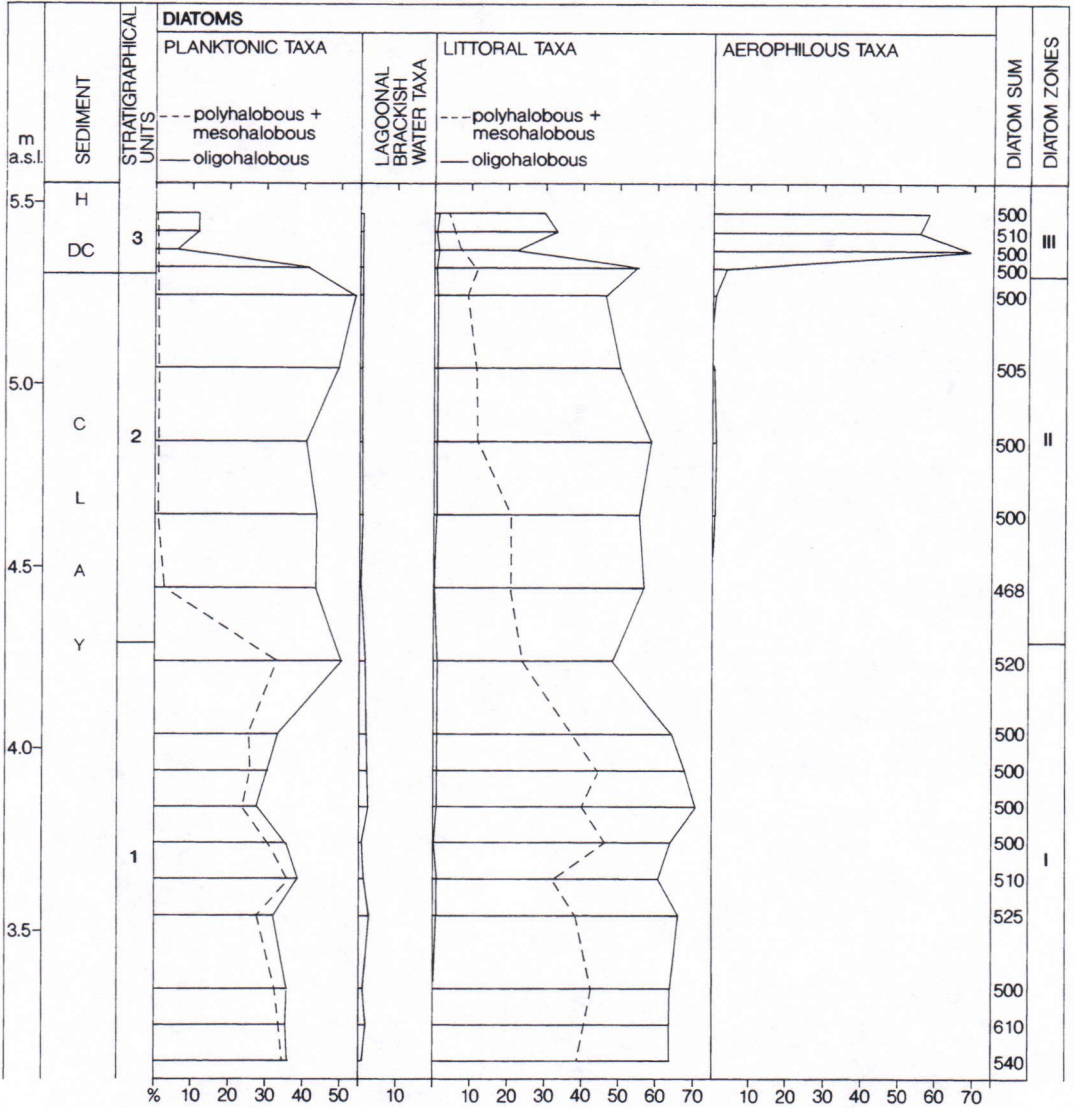 DIATOMS
PLANKTONIC TAXA
LITTORAL TAXA
AEROPHILOUS TAXA
m
a.s.l.
SEDIMENT
STRATIGRAPHICAL
UNITS
polyhalobous +
mesohalobous
oligohalobous
LAGOONAL
BRACKISH
WATER TAXA
polyhalobous +
mesohalobous
oligohalobous
DIATOM SUM
DIATOM ZONES
5.5
5.0
4.5
4.0
3.5
H
DC
C
L
A
Y
3
2
1
500
510
500
500
500
505
500
500
468
520
500
500
500
500
510
525
500
610
540
III
II
I
% 10 20 30 40 50 10 10 20 30 40 50 60 70 10 20 30 40 50 60 70